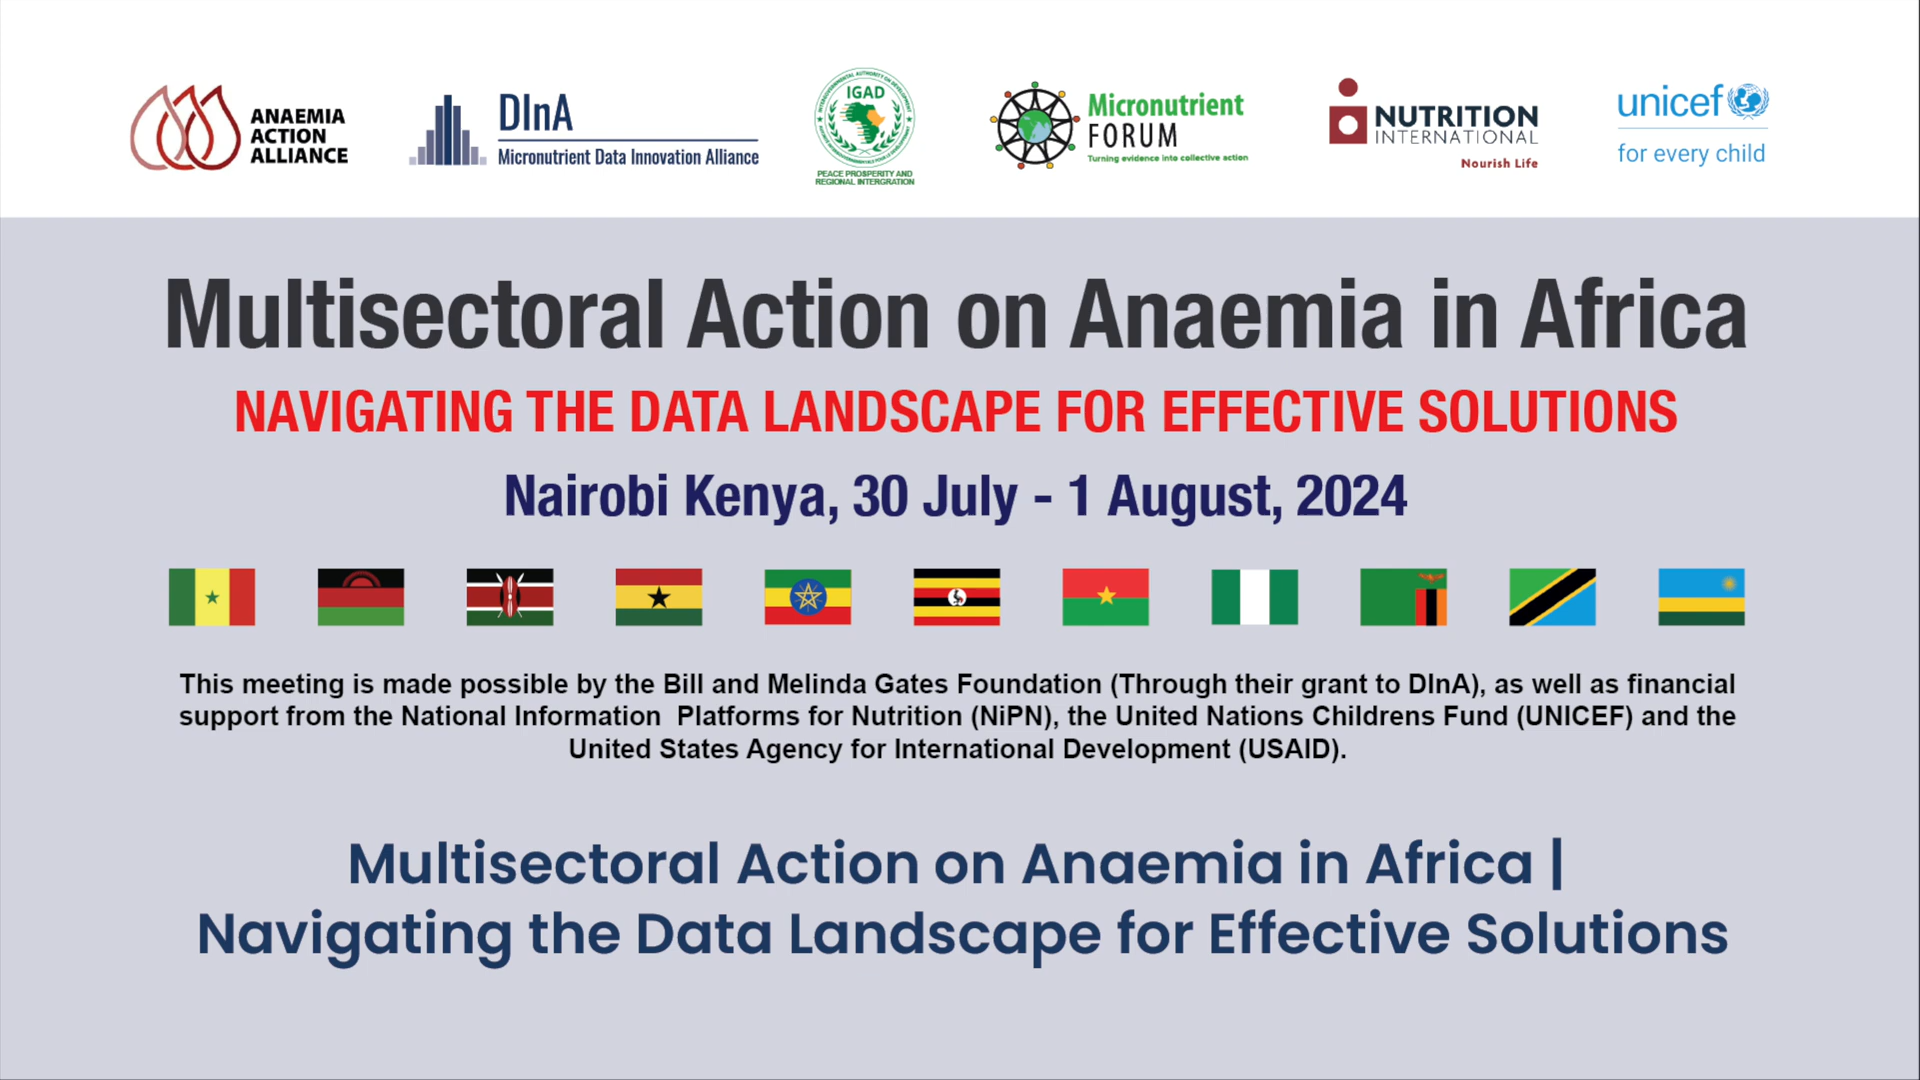 ANAEMIA
ACTION
ALLIANCE
DInA
Micronutrient Data Innovation Alliance
IGAD
PEACE PROSPERITY AND
REGIONAL INTERGRATION
Micronutrient
FORUM
Turning evidence into collective action
NUTRITION
INTERNATIONAL
Nourish Life
unicef
for every child
Multisectoral Action on Anaemia in Africa
NAVIGATING THE DATA LANDSCAPE FOR EFFECTIVE SOLUTIONS
Nairobi Kenya, 30 July - 1 August, 2024
This meeting is made possible by the Bill and Melinda Gates Foundation (Through their grant to DInA), as well as financial
support from the National Information Platforms for Nutrition (NiPN), the United Nations Childrens Fund (UNICEF) and the
United States Agency for International Development (USAID).
Multisectoral Action on Anaemia in Africa |
Navigating the Data Landscape for Effective Solutions